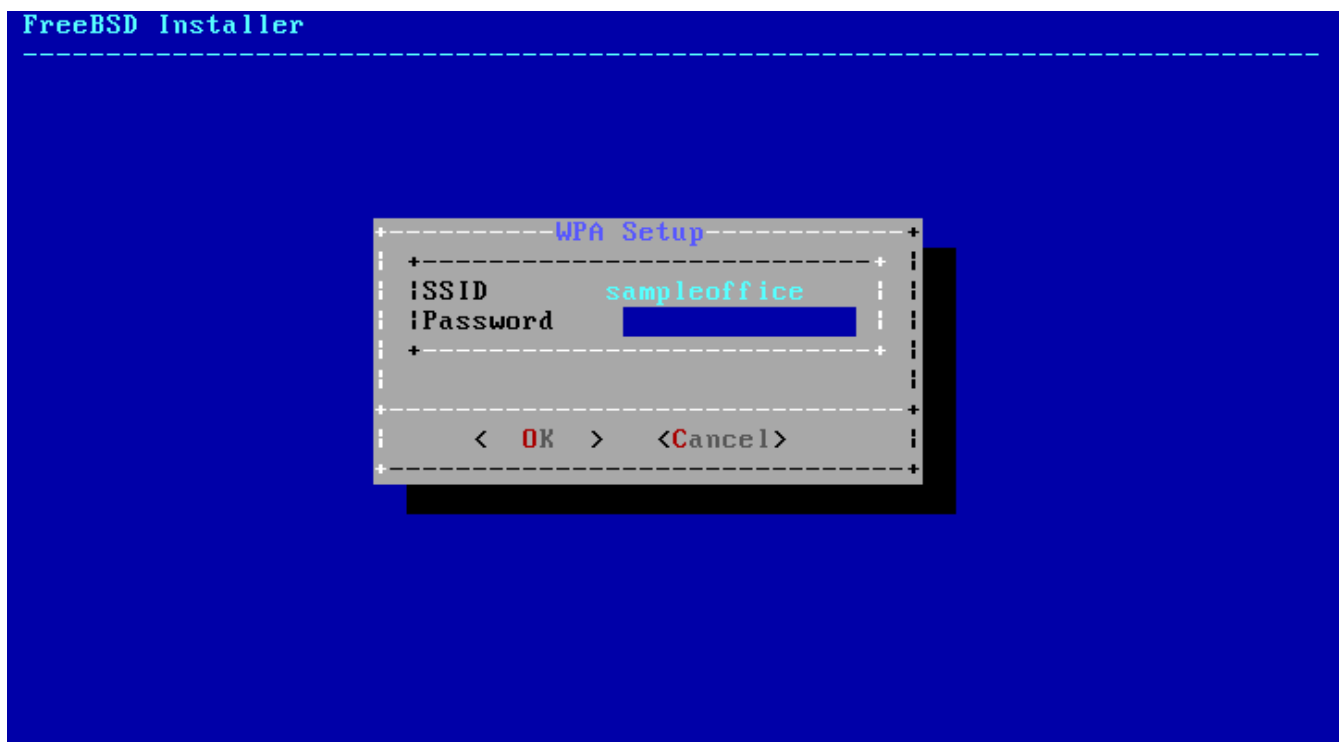 FreeBSD Installer
WPA Setup
SSID sampleoffice
Password
< OK > <Cancel>